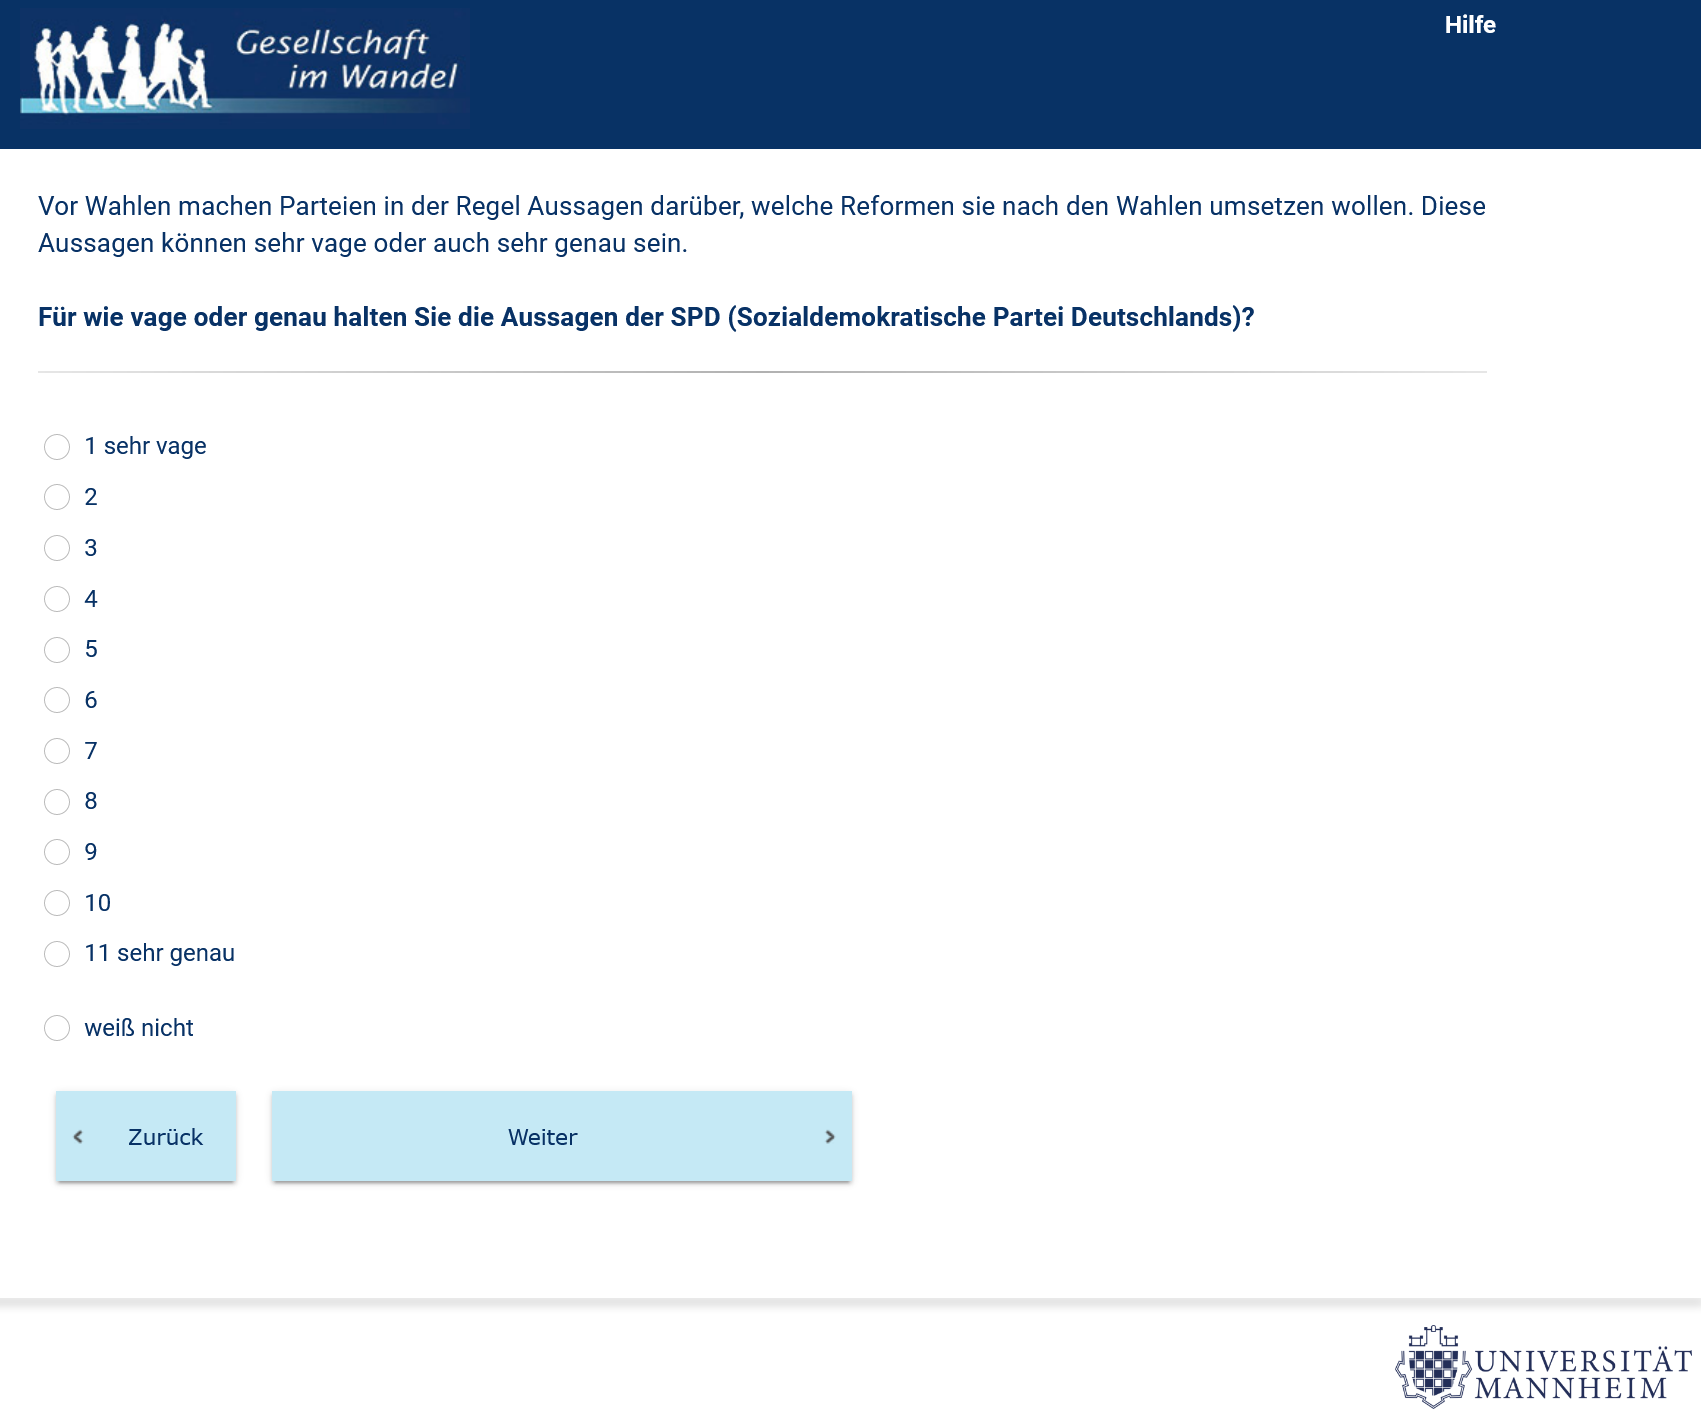 Gesellschaft
im Wandel
Hilfe
Vor Wahlen machen Parteien in der Regel Aussagen darüber, welche Reformen sie nach den Wahlen umsetzen wollen. Diese
Aussagen können sehr vage oder auch sehr genau sein.
Für wie vage oder genau halten Sie die Aussagen der SPD (Sozialdemokratische Partei Deutschlands)?
1 sehr vage
2
3
4
5
6
7
8
9
10
11 sehr genau
weiß nicht
Zurück
Weiter
UNIVERSITÄT
MANNHEIM